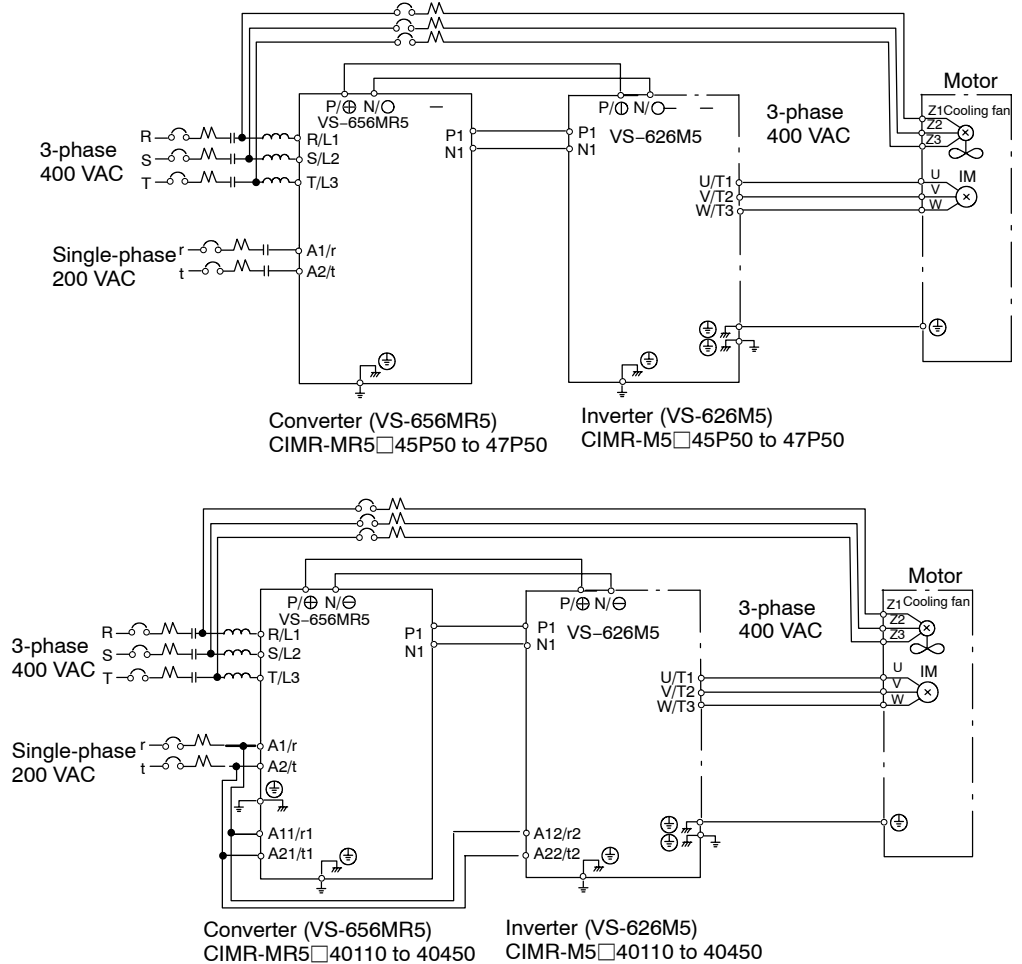 Motor
P/⊕ N/○ —
VS-656MR5
P/⊕ N/○— —
VS–626M5
3-phase
400 VAC
Z1 Cooling fan
Z2
Z3
3-phase
400 VAC
R
S
T
R/L1
S/L2
T/L3
P1
N1
P1
N1
U/T1
V/T2
W/T3
U
V
W
IM
Single-phase
200 VAC
r
t
A1/r
A2/t
Converter (VS-656MR5)
CIMR-MR5□45P50 to 47P50
Inverter (VS-626M5)
CIMR-M5□45P50 to 47P50
Motor
P/⊕ N/⊖
VS–656MR5
P/⊕ N/⊖
VS–626M5
3-phase
400 VAC
Z1 Cooling fan
Z2
Z3
3-phase
400 VAC
R
S
T
R/L1
S/L2
T/L3
P1
N1
P1
N1
U/T1
V/T2
W/T3
U
V
W
IM
Single-phase
200 VAC
r
t
A1/r
A2/t
A11/r1
A21/t1
A12/r2
A22/t2
Converter (VS-656MR5)
CIMR-MR5□40110 to 40450
Inverter (VS-626M5)
CIMR-M5□40110 to 40450